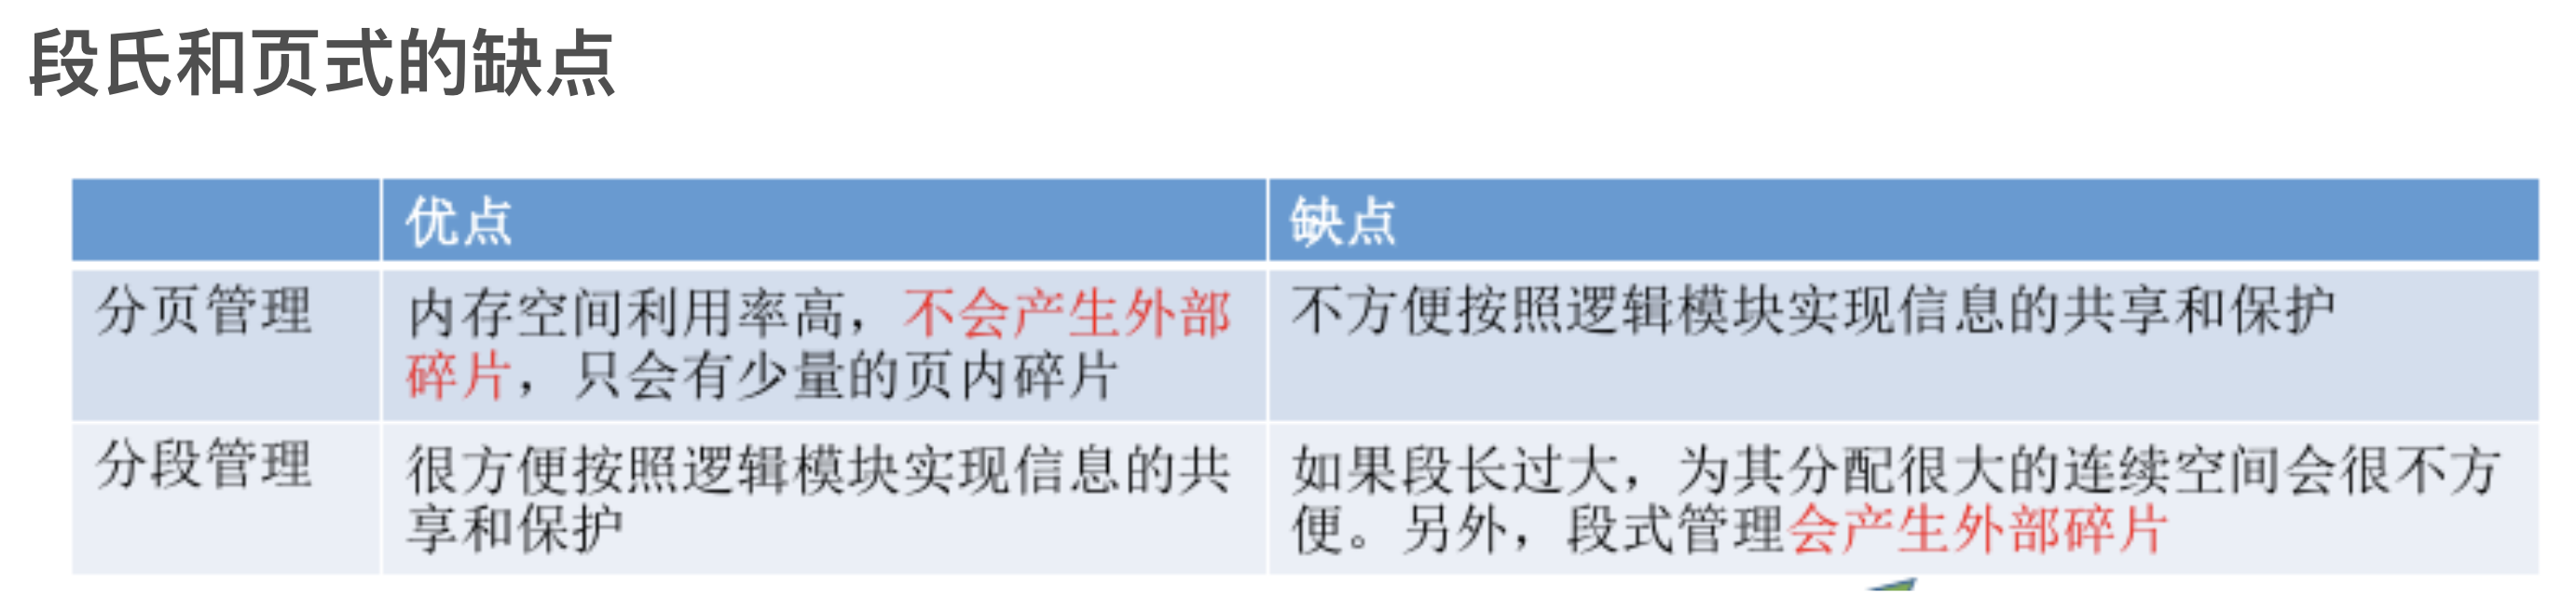 段氏和页式的缺点
优点
缺点
分页管理
内存空间利用率高，不会产生外部
碎片，只会有少量的页内碎片
不方便按照逻辑模块实现信息的共享和保护
分段管理
很方便按照逻辑模块实现信息的共
享和保护
如果段长过大，为其分配很大的连续空间会很不方
便。另外，段式管理会产生外部碎片